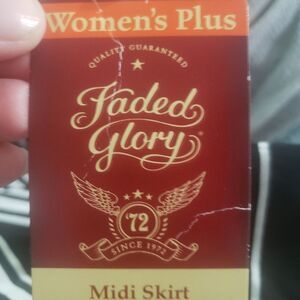 Women's Plus
QUALITY GUARANTEED
Faded
Glory®
'72
SINCE 1972
Midi Skirt